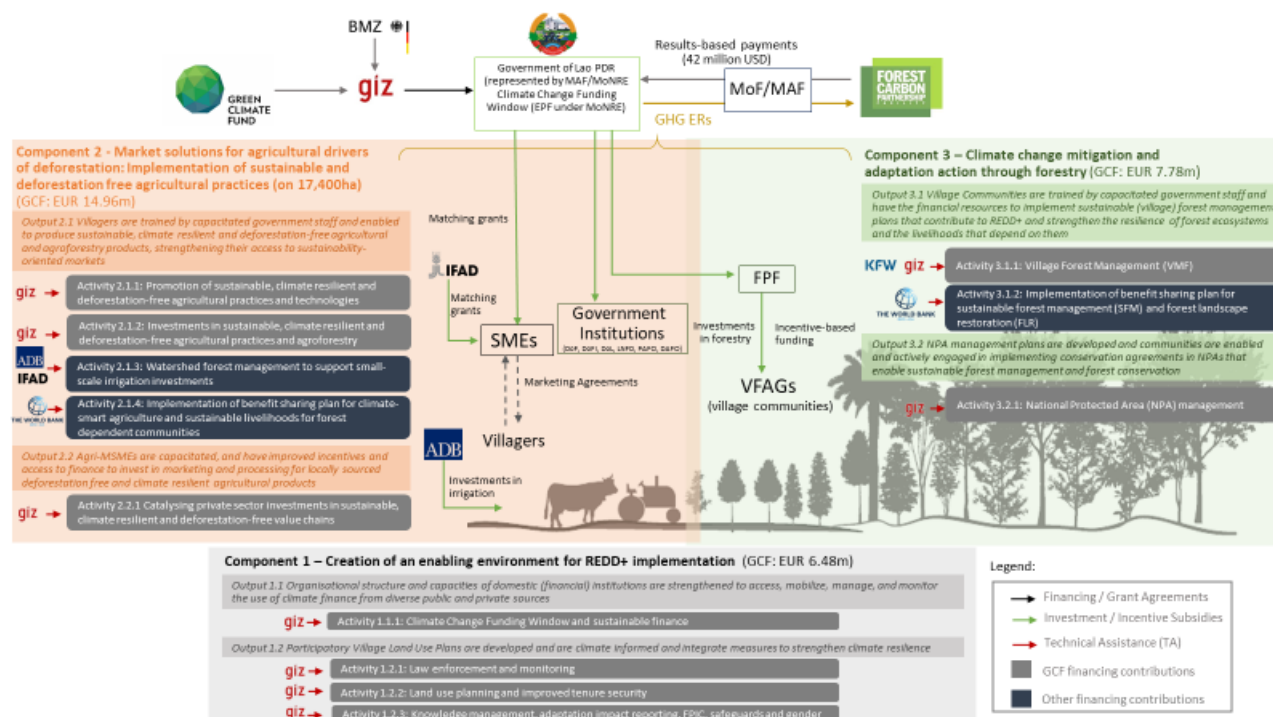 BMZ
GREEN
CLIMATE
FUND
giz
Government of Lao PDR
(represented by MAF/MoNRE
Climate Change Funding
Window (EPF under MoNRE)
Results-based payments
(42 million USD)
MoF/MAF
FOREST
CARBON
PARTNERSHIP
GHG ERs
Component 2 - Market solutions for agricultural drivers
of deforestation: Implementation of sustainable and
deforestation free agricultural practices (on 17,400ha)
(GCF: EUR 14.96m)
Output 2.1 Villagers are trained by capacitated government staff and enabled
to produce sustainable, climate resilient and deforestation-free agricultural
and agroforestry products, strengthening their access to sustainability-
oriented markets
giz
Activity 2.1.1: Promotion of sustainable, climate resilient and
deforestation-free agricultural practices and technologies
giz
Activity 2.1.2: Investments in sustainable, climate resilient and
deforestation-free agricultural practices and agroforestry
ADB
IFAD
Activity 2.1.3: Watershed forest management to support small-
scale irrigation investments
THE WORLD BANK
Activity 2.1.4: Implementation of benefit sharing plan for climate-
smart agriculture and sustainable livelihoods for forest
dependent communities
Output 2.2 Agri-MSMEs are capacitated, and have improved incentives and
access to finance to invest in marketing and processing for locally sourced
deforestation free and climate resilient agricultural products
giz
Activity 2.2.1 Catalysing private sector investments in sustainable,
climate resilient and deforestation-free value chains
Matching grants
IFAD
Matching
grants
SMEs
Government
Institutions
Marketing Agreements
Villagers
ADB
Investments in
irrigation
FPF
Investments
in forestry
Incentive-based
funding
VFAGs
(village communities)
Component 3 – Climate change mitigation and
adaptation action through forestry (GCF: EUR 7.78m)
Output 3.1 Village Communities are trained by capacitated government staff and
have the financial resources to implement sustainable (village) forest management
plans that contribute to REDD+ and strengthen the resilience of forest ecosystems
and the livelihoods that depend on them
KFW giz
Activity 3.1.1: Village Forest Management (VMF)
THE WORLD BANK
Activity 3.1.2: Implementation of benefit sharing plan for
sustainable forest management (SFM) and forest landscape
restoration (FLR)
Output 3.2 NPA management plans are developed and communities are enabled
and actively engaged in implementing conservation agreements in NPAs that
enable sustainable forest management and forest conservation
giz
Activity 3.2.1: National Protected Area (NPA) management
Component 1 – Creation of an enabling environment for REDD+ implementation (GCF: EUR 6.48m)
Output 1.1 Organisational structure and capacities of domestic (financial) institutions are strengthened to access, mobilize, manage, and monitor
the use of climate finance from diverse public and private sources
giz
Activity 1.1.1: Climate Change Funding Window and sustainable finance
Output 1.2 Participatory Village Land Use Plans are developed and are climate informed and integrate measures to strengthen climate resilience
giz
Activity 1.2.1: Law enforcement and monitoring
giz
Activity 1.2.2: Land use planning and improved tenure security
giz
Activity 1.2.3: Knowledge management, adaptation impact reporting, FPIC, safeguards and gender
Legend:
Financing / Grant Agreements
Investment / Incentive Subsidies
Technical Assistance (TA)
GCF financing contributions
Other financing contributions